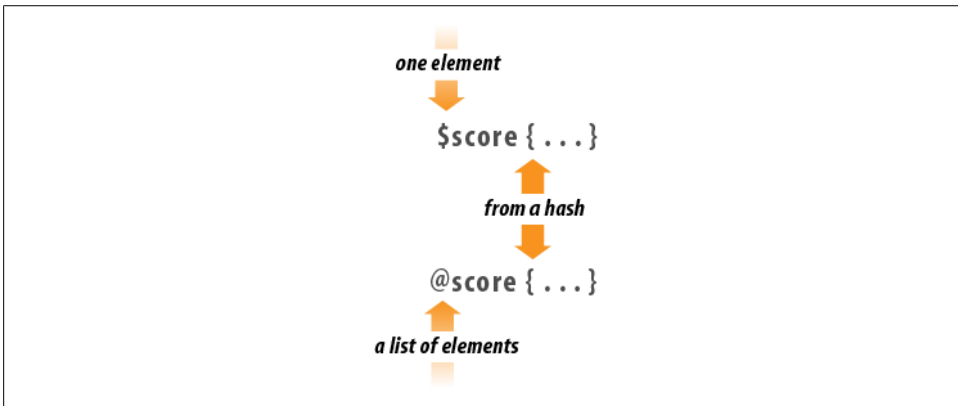 one element
$score { . . . }
from a hash
@score { . . . }
a list of elements